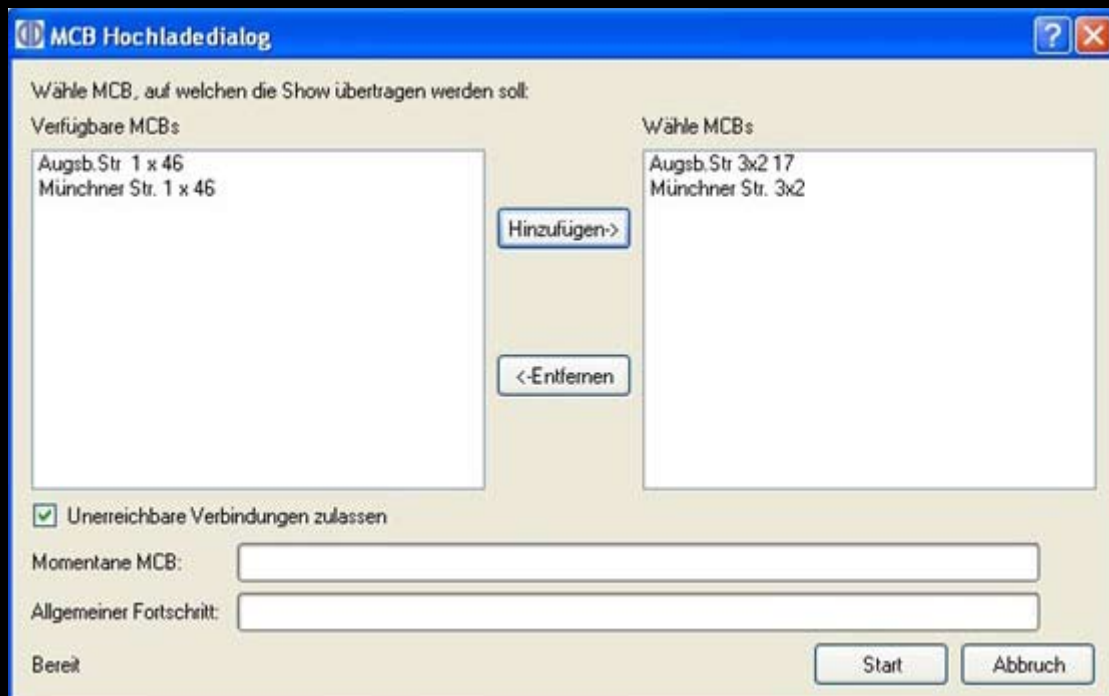 MCB Hochladedialog
Wähle MCB, auf welchen die Show übertragen werden soll:
Verfügbare MCBs
Augsb.Str 1 x 46
Münchner Str. 1 x 46
Hinzufügen->
<-Entfernen
Wähle MCBs
Augsb.Str 3x2 17
Münchner Str. 3x2
Unerreichbare Verbindungen zulassen
Momentane MCB:
Allgemeiner Fortschritt:
Bereit
Start
Abbruch